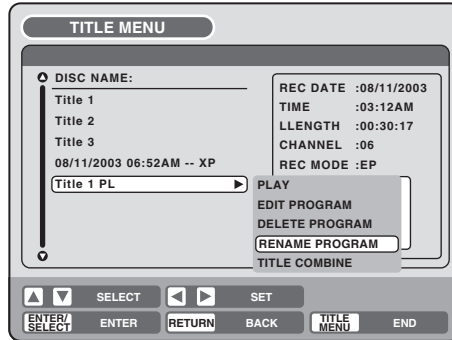 TITLE MENU
DISC NAME:
Title 1
Title 2
Title 3
08/11/2003 06:52AM -- XP
Title 1 PL
REC DATE :08/11/2003
TIME :03:12AM
LLENGTH :00:30:17
CHANNEL :06
REC MODE :EP
PLAY
EDIT PROGRAM
DELETE PROGRAM
RENAME PROGRAM
TITLE COMBINE
SELECT SET
ENTER/SELECT ENTER RETURN BACK TITLE MENU END